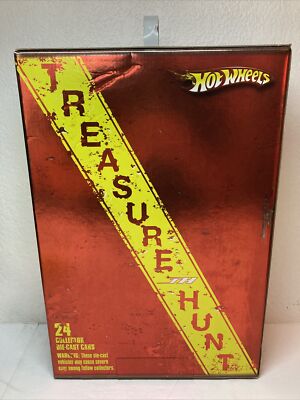 HOT WHEELS
TREASURE
TH
HUNT
24
COLLECTOR
DIE-CAST CARS
WARNING: These die-cast
vehicles may cause severe
envy among fellow collectors.